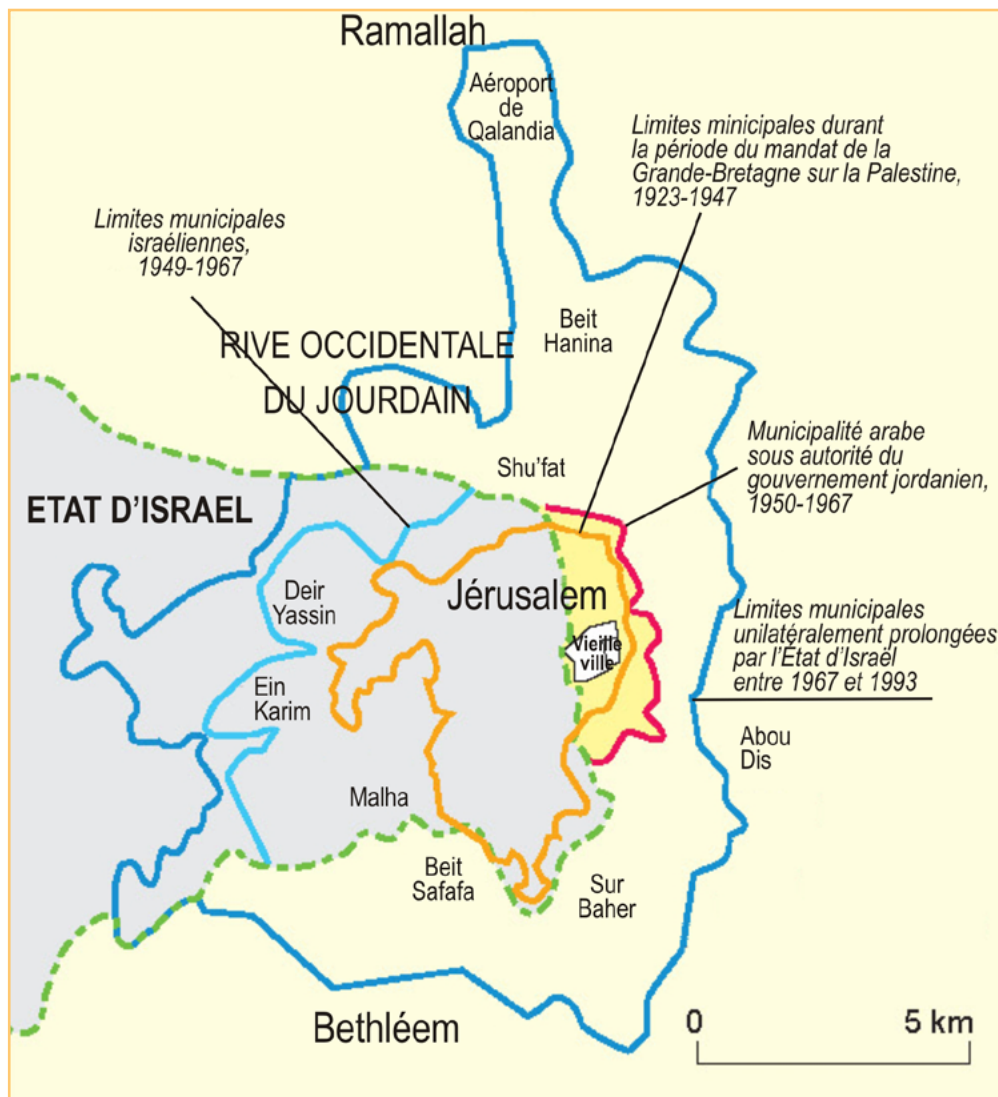 Ramallah
Aéroport
de
Qalandia
Limites minicipales durant
la période du mandat de la
Grande-Bretagne sur la Palestine,
1923-1947
Limites municipales
israéliennes,
1949-1967
Beit
Hanina
RIVE OCCIDENTALE
DU JOURDAIN
Municipalité arabe
sous autorité du
gouvernement jordanien,
1950-1967
Shu'fat
ETAT D'ISRAEL
Deir
Yassin
Jérusalem
Vieille
ville
Limites municipales
unilatéralement prolongées
par l'Etat d'Israël
entre 1967 et 1993
Ein
Karim
Abou
Dis
Malha
Beit
Safafa
Sur
Baher
Bethléem
0 5 km